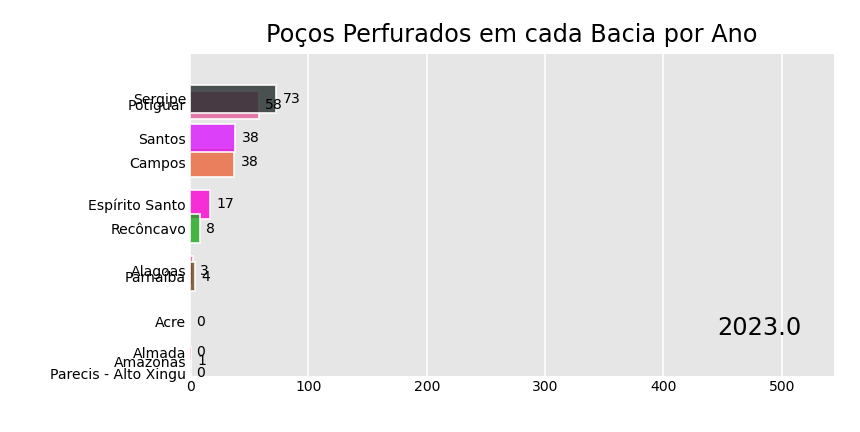 Poços Perfurados em cada Bacia por Ano
Sergipe 73
Potiguar 58
Santos 38
Campos 38
Espírito Santo 17
Recôncavo 8
Alagoas 3
Parnaíba 4
Acre 0
2023.0
Almada 0
Amazonas 1
Parecis - Alto Xingu 0
0 100 200 300 400 500